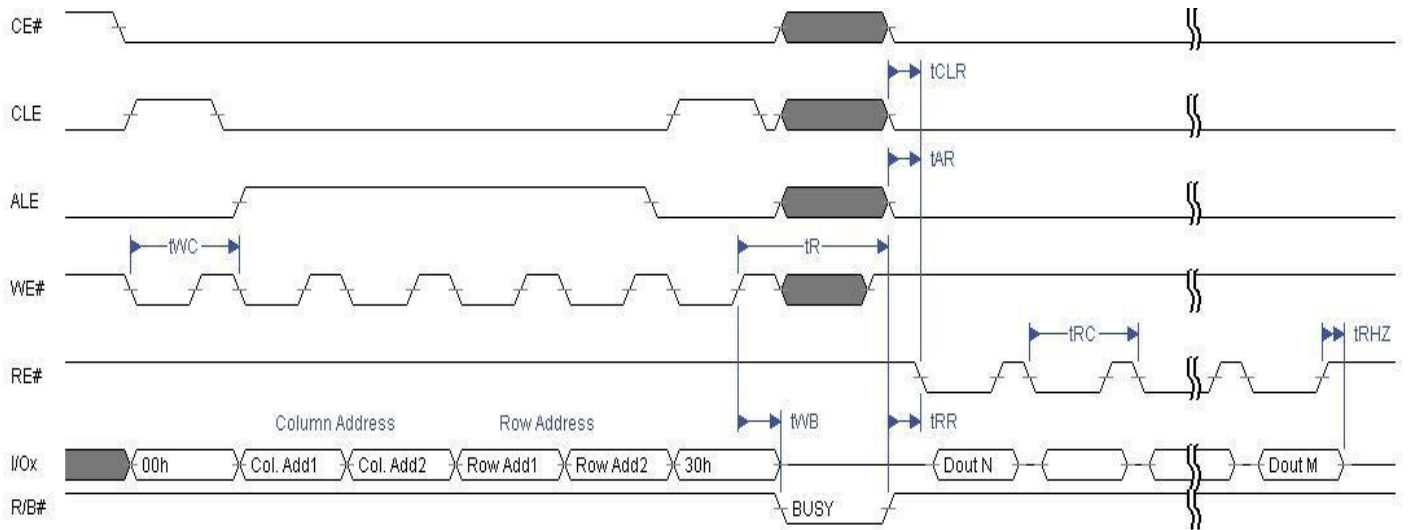 CE#
tCLR
CLE
tAR
ALE
tWC
tR
WE#
tRC
tRHZ
RE#
Column Address
Row Address
tWB
tRR
I/Ox
00h
Col. Add1
Col. Add2
Row Add1
Row Add2
30h
Dout N
Dout M
R/B#
BUSY